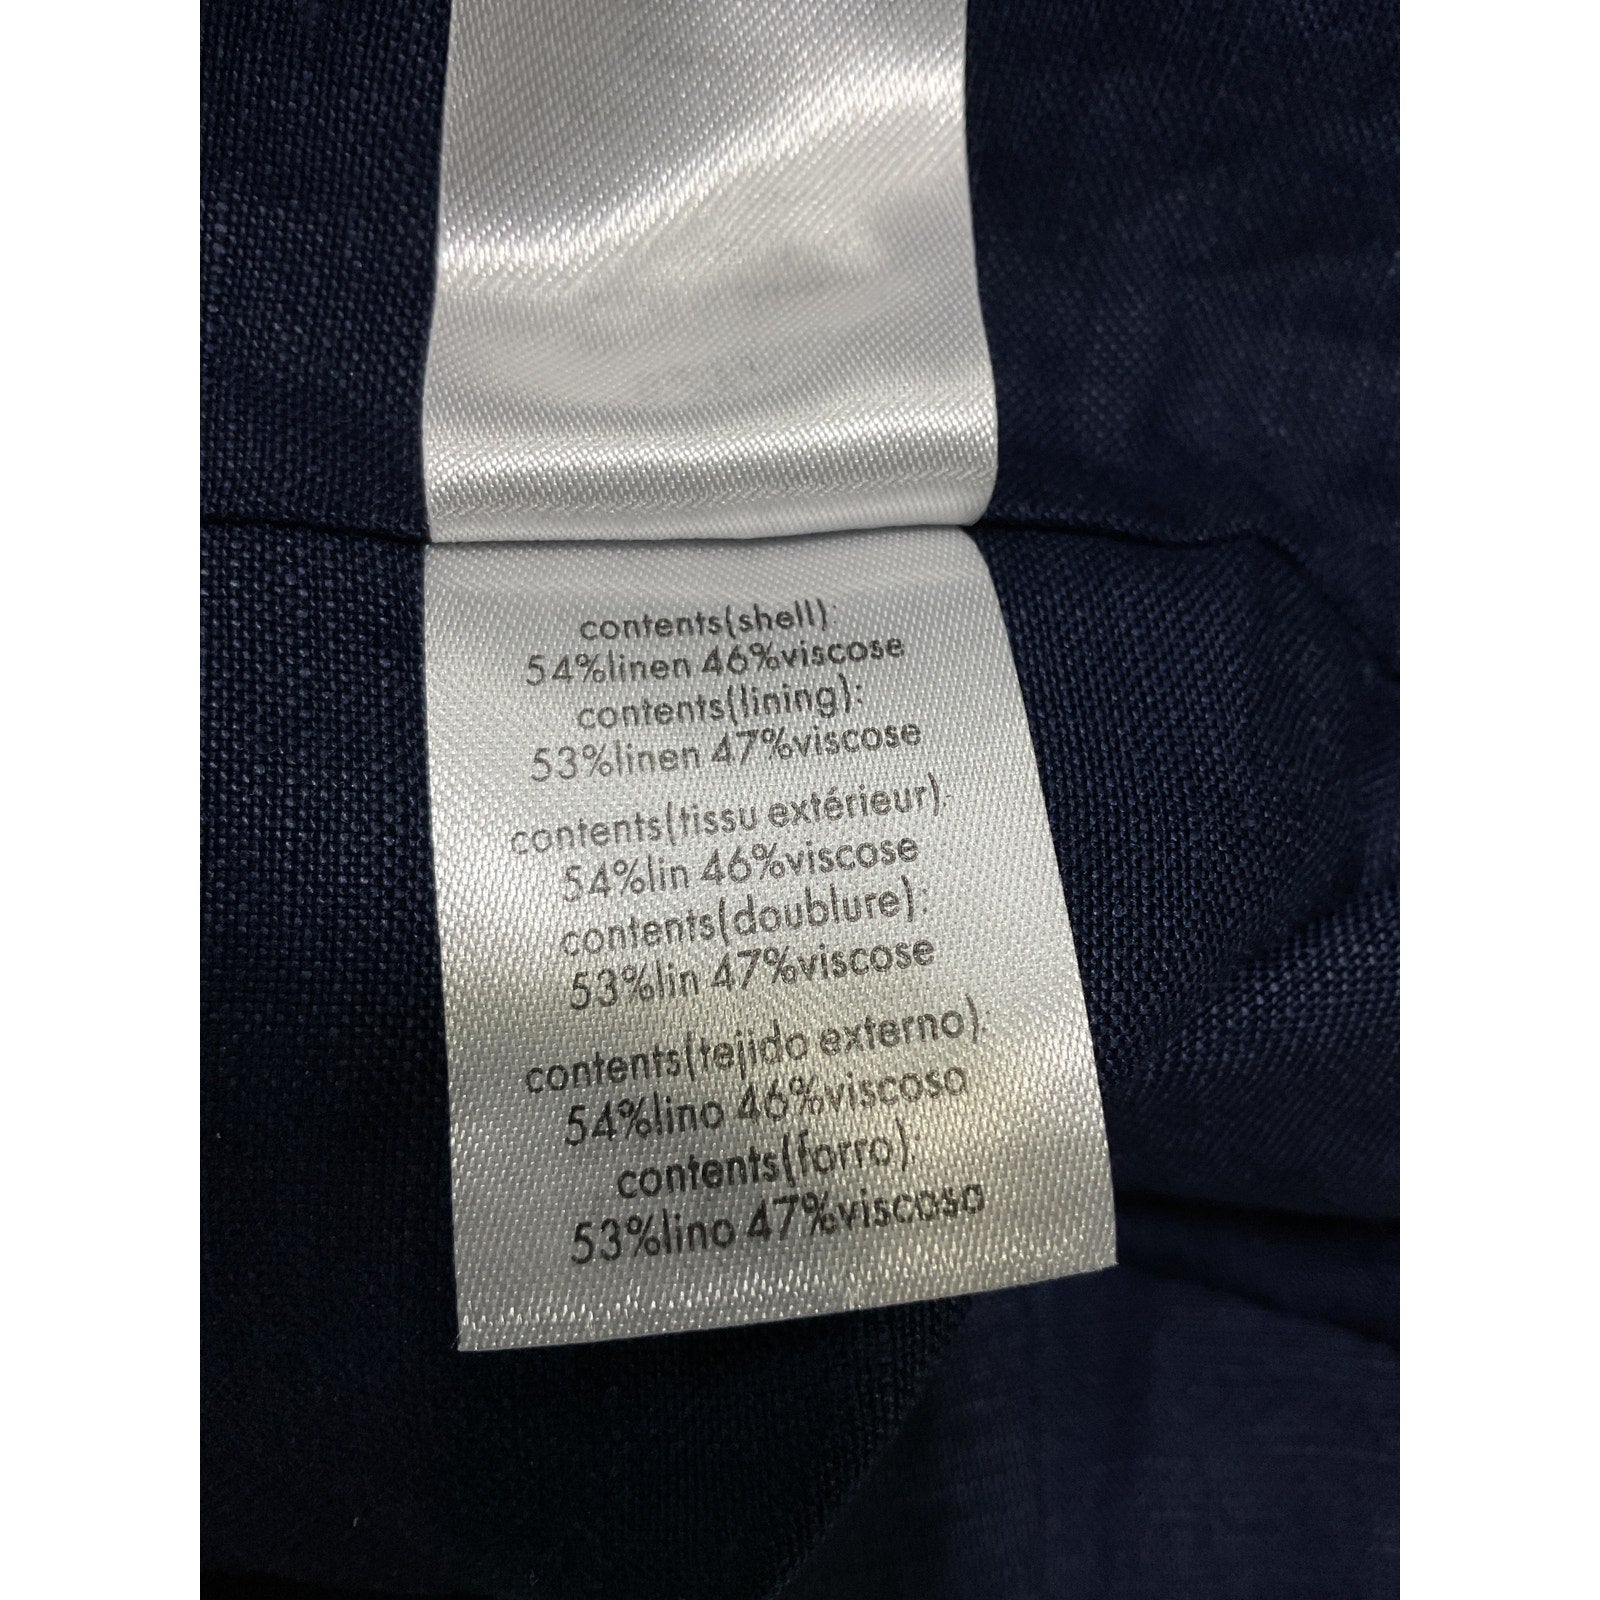 contents(shell):
54%linen 46%viscose
contents(lining):
53%linen 47%viscose
contents(tissu extérieur):
54%lin 46%viscose
contents(doublure):
53%lin 47%viscose
contents(tejido externo):
54%lino 46%viscoso
contents(forro):
53%lino 47%viscoso